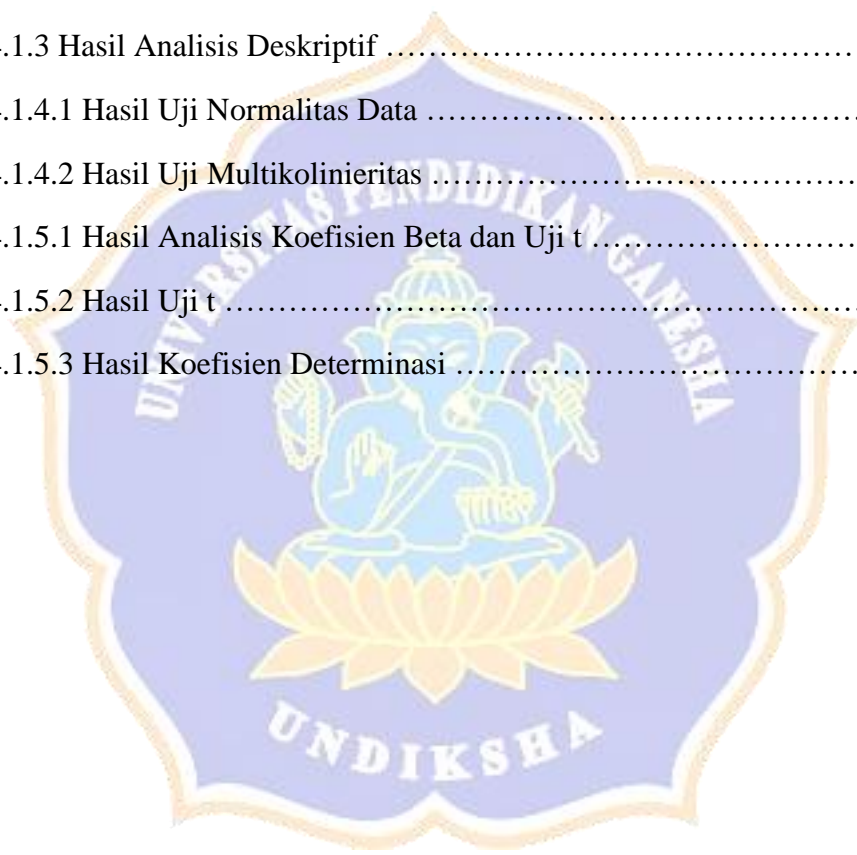 .1.3 Hasil Analisis Deskriptif ……………………………………
.1.4.1 Hasil Uji Normalitas Data …………………………………
.1.4.2 Hasil Uji Multikolinieritas …………………………………
.1.5.1 Hasil Analisis Koefisien Beta dan Uji t ……………………
.1.5.2 Hasil Uji t ……………………………………………………
.1.5.3 Hasil Koefisien Determinasi ………………………………
UNIVERSITAS PENDIDIKAN GANESHA
UNDIKSHA